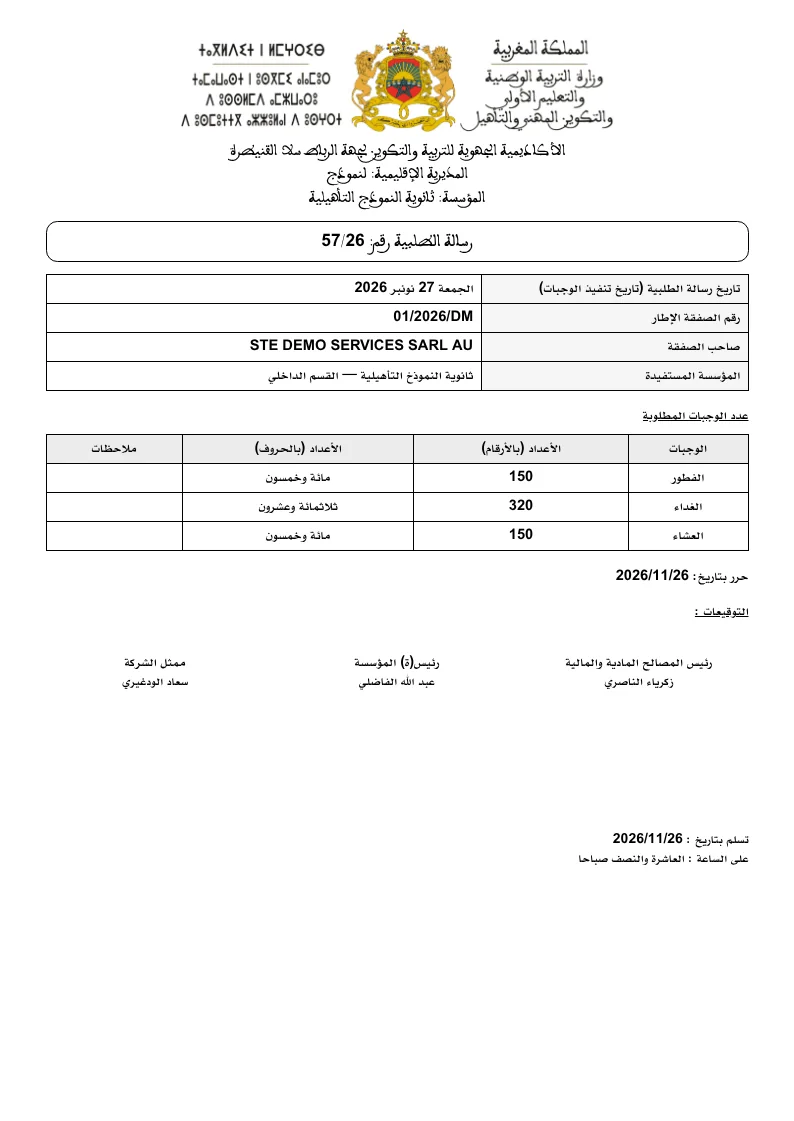 المملكة المغربية
وزارة التربية الوطنية
والتعليم الأولي
والتكوين المهني والتأهيل
ⵜⴰⴳⵍⴷⵉⵜ ⵏ ⵍⵎⵖⵔⵉⴱ
ⵜⴰⵎⴰⵡⴰⵙⵜ ⵏ ⵓⵙⴳⵎⵉ ⴰⵏⴰⵎⵓⵔ
ⴷ ⵓⵙⵙⵍⵎⴷ ⴰⵎⵣⵡⴰⵔⵓ
ⴷ ⵓⵙⵎⵓⵜⵜⴳ ⴰⵣⵣⵓⵍⴰⵏ ⴷ ⵓⵙⵖⵔⵜ
الأكاديمية الجهوية للتربية والتكوين لجهة الرباط سلا القنيطرة
المديرية الإقليمية: لنموذج
المؤسسة: ثانوية النموذج التأهيلية
رسالة الطلبية رقم: 57/26
تاريخ رسالة الطلبية (تاريخ تنفيذ الوجبات) الجمعة 27 نونبر 2026
رقم الصفقة الإطار 01/2026/DM
صاحب الصفقة STE DEMO SERVICES SARL AU
المؤسسة المستفيدة ثانوية النموذج التأهيلية — القسم الداخلي
عدد الوجبات المطلوبة
الوجبات الأعداد (بالأرقام) الأعداد (بالحروف) ملاحظات
الفطور 150 مائة وخمسون
الغداء 320 ثلاثمائة وعشرون
العشاء 150 مائة وخمسون
حرر بتاريخ: 2026/11/26
التوقيعات :
رئيس المصالح المادية والمالية رئيس(ة) المؤسسة ممثل الشركة
زكرياء الناصري عبد الله الفاضلي سعاد الودغيري
تسلم بتاريخ : 2026/11/26
على الساعة : العاشرة والنصف صباحا